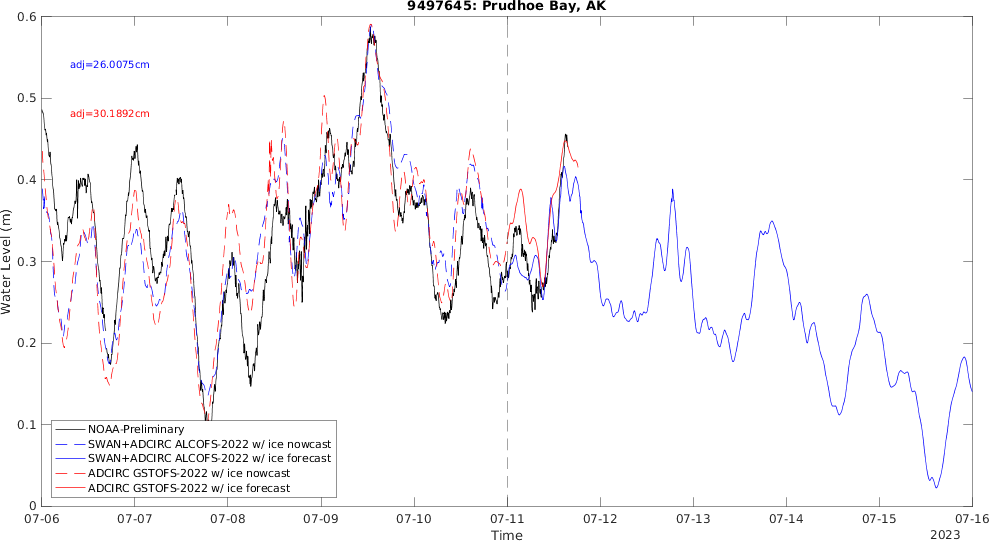 9497645: Prudhoe Bay, AK
0.6
adj=26.0075cm
0.5
adj=30.1892cm
0.4
Water Level (m)
0.3
0.2
0.1
NOAA-Preliminary
SWAN+ADCIRC ALCOFS-2022 w/ ice nowcast
SWAN+ADCIRC ALCOFS-2022 w/ ice forecast
ADCIRC GSTOFS-2022 w/ ice nowcast
ADCIRC GSTOFS-2022 w/ ice forecast
0
07-06 07-07 07-08 07-09 07-10 07-11 07-12 07-13 07-14 07-15 07-16
Time
2023